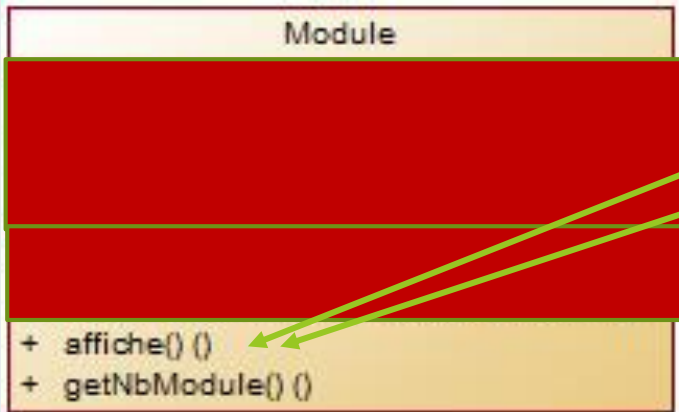 Module
+ affiche() ()
+ getNbModule() ()